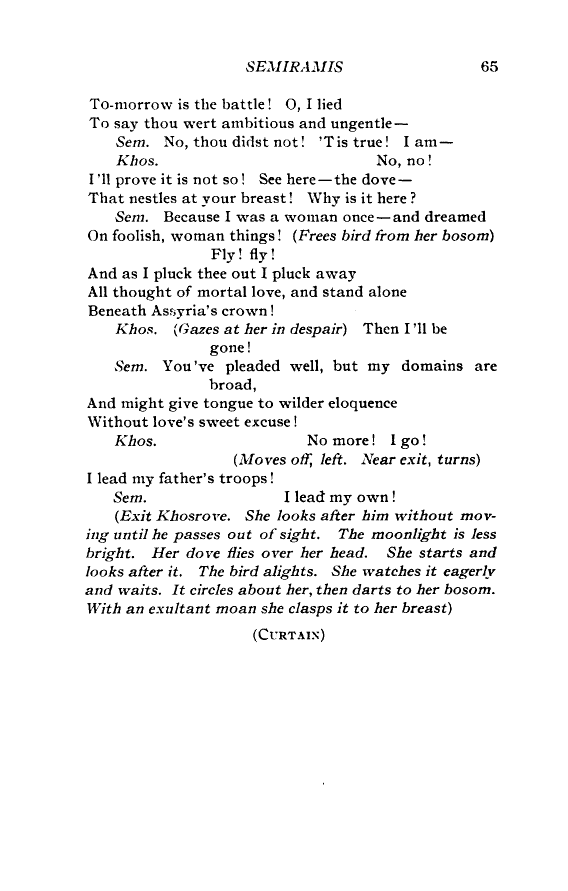 SEMIRAMIS 65
To-morrow is the battle! O, I lied
To say thou wert ambitious and ungentle—
Sem. No, thou didst not! 'Tis true! I am—
Khos. No, no!
I'll prove it is not so! See here—the dove—
That nestles at your breast! Why is it here?
Sem. Because I was a woman once—and dreamed
On foolish, woman things! (Frees bird from her bosom)
Fly! fly!
And as I pluck thee out I pluck away
All thought of mortal love, and stand alone
Beneath Assyria's crown!
Khos. (Gazes at her in despair) Then I'll be
gone!
Sem. You've pleaded well, but my domains are
broad,
And might give tongue to wilder eloquence
Without love's sweet excuse!
Khos. No more! I go!
(Moves off, left. Near exit, turns)
I lead my father's troops!
Sem. I lead my own!
(Exit Khosrove. She looks after him without mov-
ing until he passes out of sight. The moonlight is less
bright. Her dove flies over her head. She starts and
looks after it. The bird alights. She watches it eagerly
and waits. It circles about her, then darts to her bosom.
With an exultant moan she clasps it to her breast)
(CURTAIN)